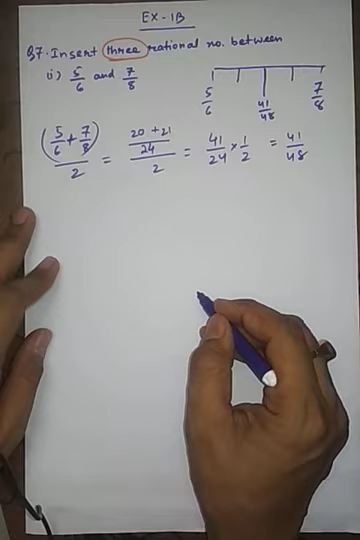 EX-1B
Q7. Insert three rational no. between
ii) 5/6 and 7/8
5/6 41/48 7/8
(5/6 + 7/8)/2 = ((20+21)/24)/2 = 41/24 × 1/2 = 41/48